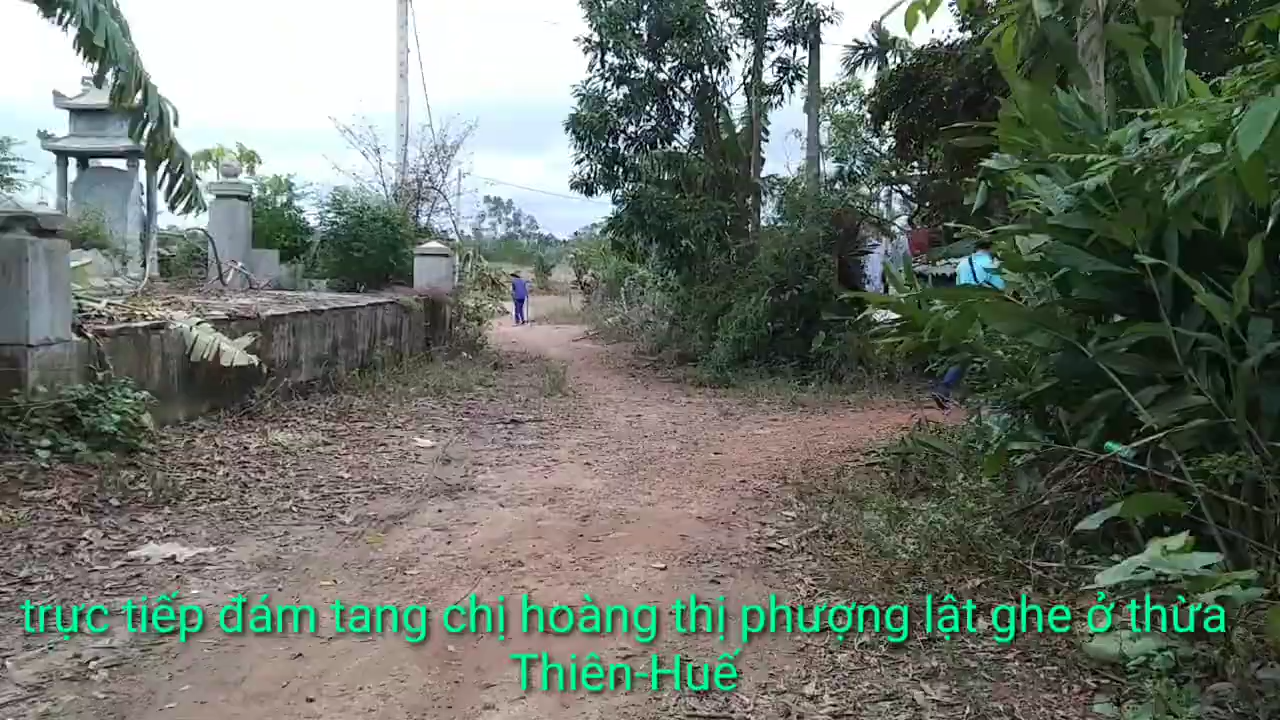 trực tiếp đám tang chị hoàng thị phượng lật ghe ở thừa
Thiên-Huế